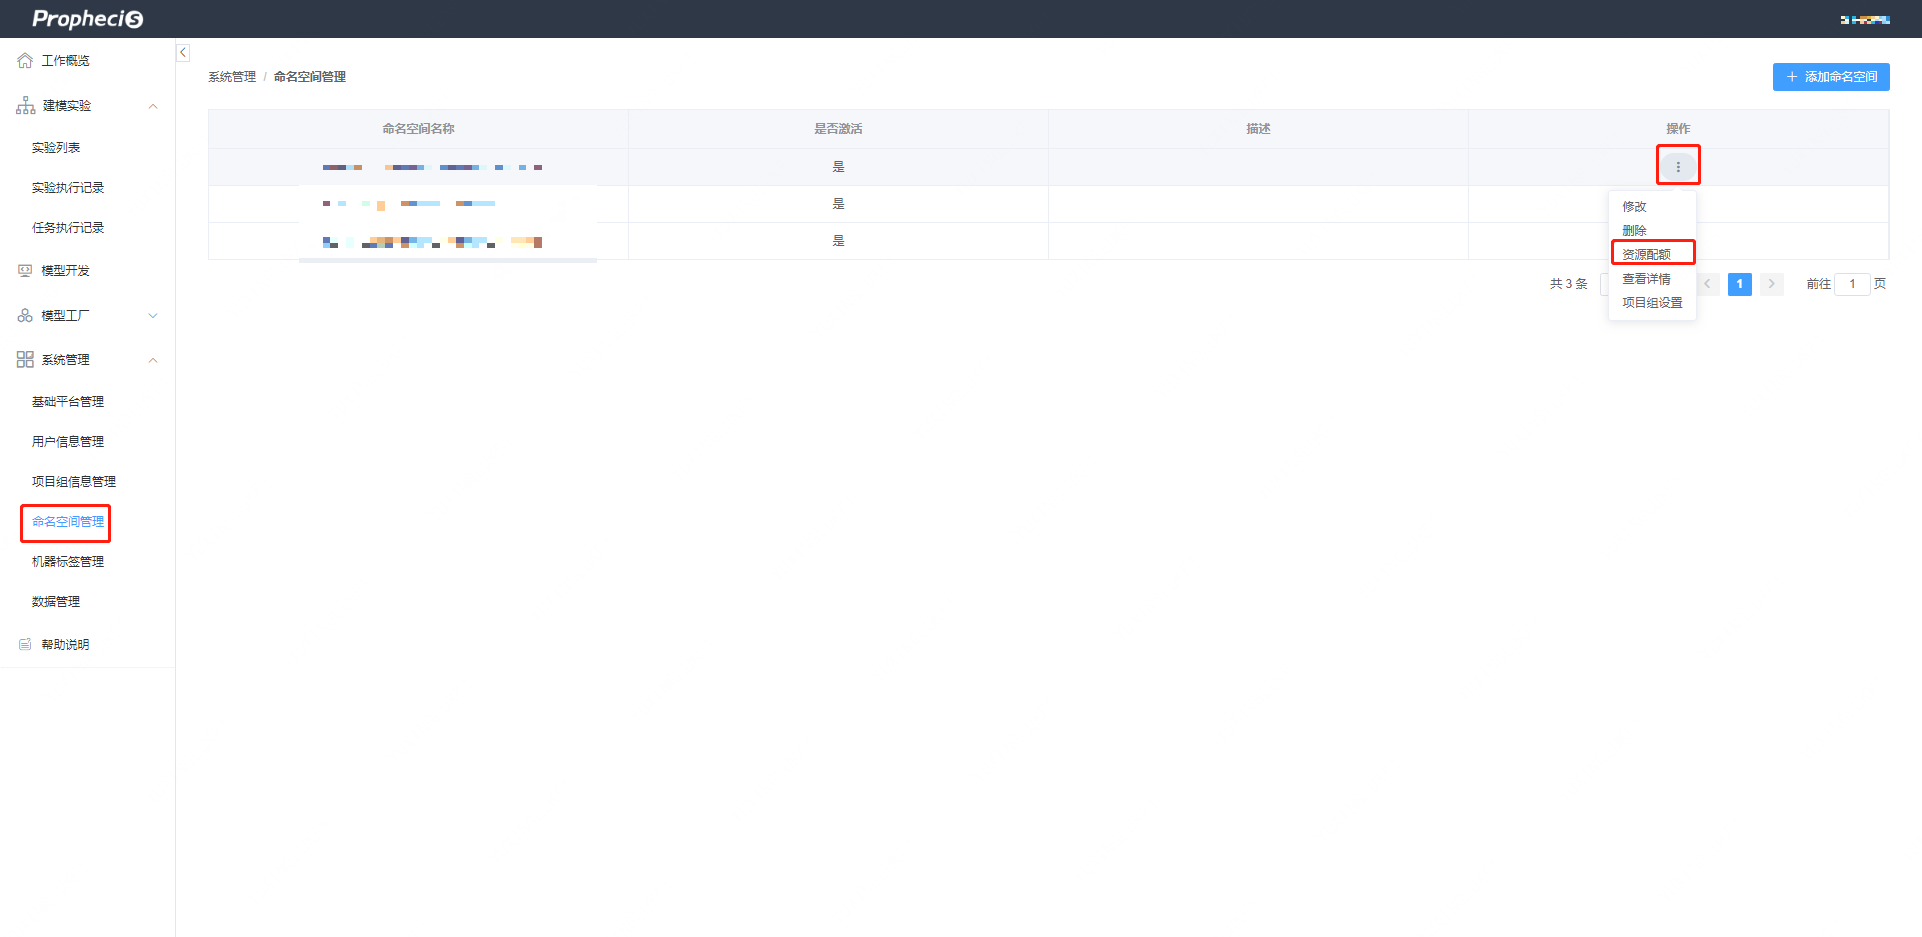 PropheciS
工作概览
建模实验
实验列表
实验执行记录
任务执行记录
模型开发
模型工厂
系统管理
基础平台管理
用户信息管理
项目组信息管理
命名空间管理
机器标签管理
数据管理
帮助说明
系统管理 / 命名空间管理
+ 添加命名空间
命名空间名称 是否激活 描述 操作
是
是
是
修改
删除
资源配额
查看详情
项目组设置
共 3 条 1 前往 1 页